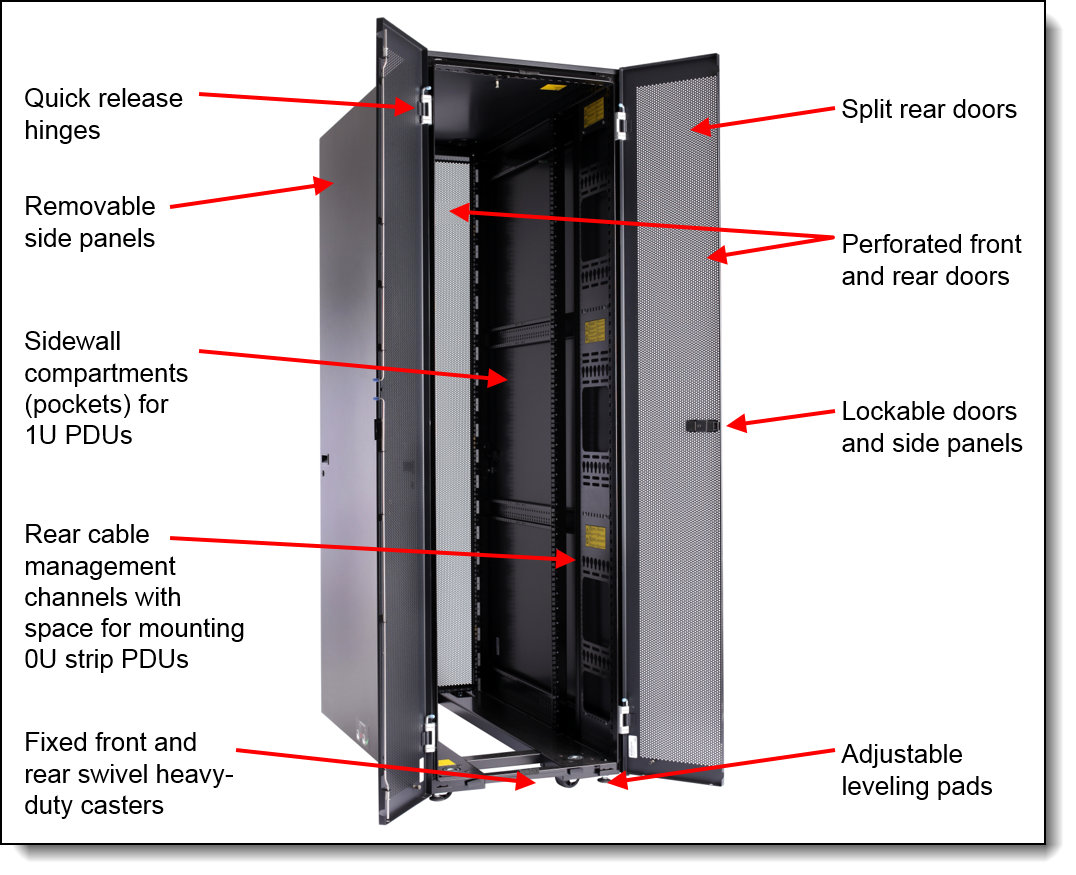 Quick release
hinges
Removable
side panels
Sidewall
compartments
(pockets) for
1U PDUs
Rear cable
management
channels with
space for mounting
0U strip PDUs
Fixed front and
rear swivel heavy-
duty casters
Split rear doors
Perforated front
and rear doors
Lockable doors
and side panels
Adjustable
leveling pads